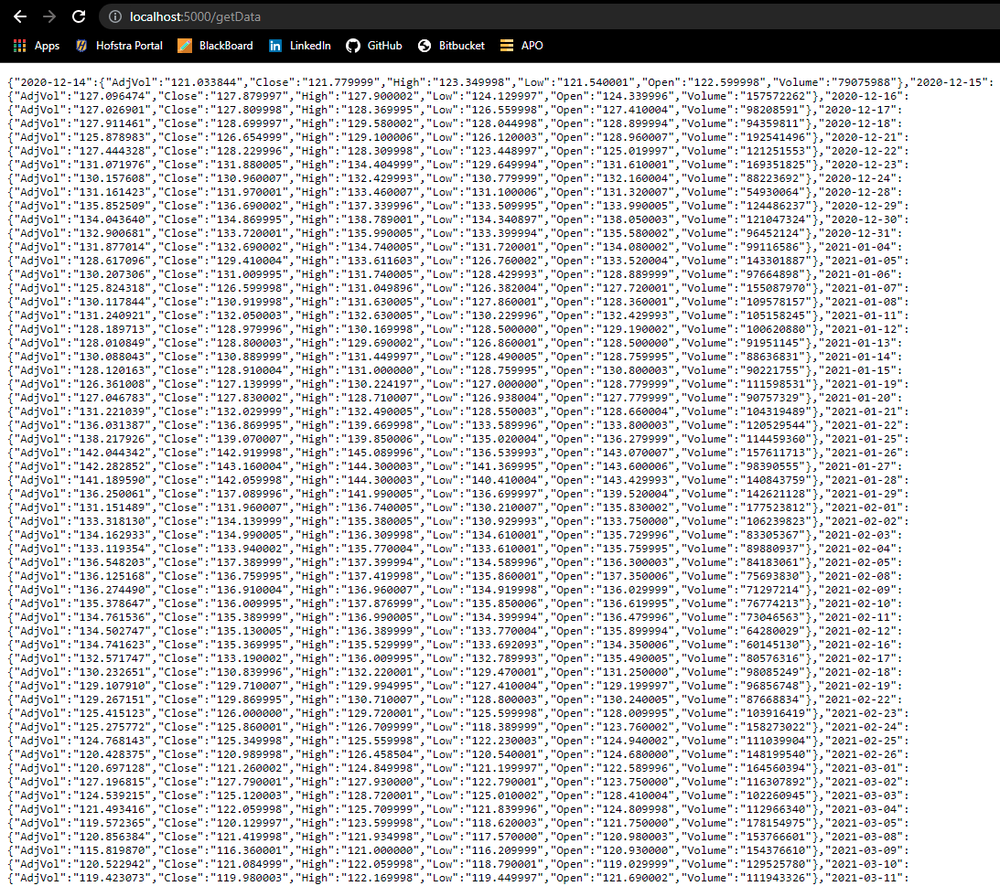 localhost:5000/getData
Apps Hofstra Portal BlackBoard LinkedIn GitHub Bitbucket APO
{"2020-12-14":{"AdjVol":"121.033844","Close":"121.779999","High":"123.349998","Low":"121.540001","Open":"122.599998","Volume":"79075988"},"2020-12-15":
{"AdjVol":"127.096474","Close":"127.879997","High":"127.900002","Low":"124.129997","Open":"124.339996","Volume":"157572262"},"2020-12-16":
{"AdjVol":"127.026901","Close":"127.809998","High":"128.369995","Low":"126.559998","Open":"127.410004","Volume":"98208591"},"2020-12-17":
{"AdjVol":"127.911461","Close":"128.699997","High":"129.580002","Low":"128.044998","Open":"128.899994","Volume":"94359811"},"2020-12-18":
{"AdjVol":"125.878983","Close":"126.654999","High":"129.100006","Low":"126.120003","Open":"128.960007","Volume":"192541496"},"2020-12-21":
{"AdjVol":"127.444328","Close":"128.229996","High":"128.309998","Low":"123.448997","Open":"125.019997","Volume":"121251553"},"2020-12-22":
{"AdjVol":"131.071976","Close":"131.880005","High":"134.404999","Low":"129.649994","Open":"131.610001","Volume":"169351825"},"2020-12-23":
{"AdjVol":"130.157608","Close":"130.960007","High":"132.429993","Low":"130.779999","Open":"132.160004","Volume":"88223692"},"2020-12-24":
{"AdjVol":"131.161423","Close":"131.970001","High":"133.460007","Low":"131.100006","Open":"131.320007","Volume":"54930064"},"2020-12-28":
{"AdjVol":"135.852509","Close":"136.690002","High":"137.339996","Low":"133.509995","Open":"133.990005","Volume":"124486237"},"2020-12-29":
{"AdjVol":"134.043640","Close":"134.869995","High":"138.789001","Low":"134.340897","Open":"138.050003","Volume":"121047324"},"2020-12-30":
{"AdjVol":"132.900681","Close":"133.720001","High":"135.990005","Low":"133.399994","Open":"135.580002","Volume":"96452124"},"2020-12-31":
{"AdjVol":"131.877014","Close":"132.690002","High":"134.740005","Low":"131.720001","Open":"134.080002","Volume":"99116586"},"2021-01-04":
{"AdjVol":"128.617096","Close":"129.410004","High":"133.611603","Low":"126.760002","Open":"133.520004","Volume":"143301887"},"2021-01-05":
{"AdjVol":"130.207306","Close":"131.009995","High":"131.740005","Low":"128.429993","Open":"128.889999","Volume":"97664898"},"2021-01-06":
{"AdjVol":"125.824318","Close":"126.599998","High":"131.049896","Low":"126.382004","Open":"127.720001","Volume":"155087970"},"2021-01-07":
{"AdjVol":"130.117844","Close":"130.919998","High":"131.630005","Low":"127.860001","Open":"128.360001","Volume":"109578157"},"2021-01-08":
{"AdjVol":"131.240921","Close":"132.050003","High":"132.630005","Low":"130.229996","Open":"132.429993","Volume":"105158245"},"2021-01-11":
{"AdjVol":"128.189713","Close":"128.979996","High":"130.169998","Low":"128.500000","Open":"129.190002","Volume":"100620880"},"2021-01-12":
{"AdjVol":"128.010849","Close":"128.800003","High":"129.690002","Low":"126.860001","Open":"128.500000","Volume":"91951145"},"2021-01-13":
{"AdjVol":"130.088043","Close":"130.889999","High":"131.449997","Low":"128.490005","Open":"128.759995","Volume":"88636831"},"2021-01-14":
{"AdjVol":"128.120163","Close":"128.910004","High":"131.000000","Low":"128.759995","Open":"130.800003","Volume":"90221755"},"2021-01-15":
{"AdjVol":"126.361008","Close":"127.139999","High":"130.224197","Low":"127.000000","Open":"128.779999","Volume":"111598531"},"2021-01-19":
{"AdjVol":"127.046783","Close":"127.830002","High":"128.710007","Low":"126.938004","Open":"127.779999","Volume":"90757329"},"2021-01-20":
{"AdjVol":"131.221039","Close":"132.029999","High":"132.490005","Low":"128.550003","Open":"128.660004","Volume":"104319489"},"2021-01-21":
{"AdjVol":"136.031387","Close":"136.869995","High":"139.669998","Low":"133.589996","Open":"133.800003","Volume":"120529544"},"2021-01-22":
{"AdjVol":"138.217926","Close":"139.070007","High":"139.850006","Low":"135.020004","Open":"136.279999","Volume":"114459360"},"2021-01-25":
{"AdjVol":"142.044342","Close":"142.919998","High":"145.089996","Low":"136.539993","Open":"143.070007","Volume":"157611713"},"2021-01-26":
{"AdjVol":"142.282852","Close":"143.160004","High":"144.300003","Low":"141.369995","Open":"143.600006","Volume":"98390555"},"2021-01-27":
{"AdjVol":"141.189590","Close":"142.059998","High":"144.300003","Low":"140.410004","Open":"143.429993","Volume":"140843759"},"2021-01-28":
{"AdjVol":"136.250061","Close":"137.089996","High":"141.990005","Low":"136.699997","Open":"139.520004","Volume":"142621128"},"2021-01-29":
{"AdjVol":"131.151489","Close":"131.960007","High":"136.740005","Low":"130.210007","Open":"135.830002","Volume":"177523812"},"2021-02-01":
{"AdjVol":"133.318130","Close":"134.139999","High":"135.380005","Low":"130.929993","Open":"133.750000","Volume":"106239823"},"2021-02-02":
{"AdjVol":"134.162933","Close":"134.990005","High":"136.309998","Low":"134.610001","Open":"135.729996","Volume":"83305367"},"2021-02-03":
{"AdjVol":"133.119354","Close":"133.940002","High":"135.770004","Low":"133.610001","Open":"135.759995","Volume":"89880937"},"2021-02-04":
{"AdjVol":"136.548203","Close":"137.389999","High":"137.399994","Low":"134.589996","Open":"136.300003","Volume":"84183061"},"2021-02-05":
{"AdjVol":"136.125168","Close":"136.759995","High":"137.419998","Low":"135.860001","Open":"137.350006","Volume":"75693830"},"2021-02-08":
{"AdjVol":"136.274490","Close":"136.910004","High":"136.960007","Low":"134.919998","Open":"136.029999","Volume":"71297214"},"2021-02-09":
{"AdjVol":"135.378647","Close":"136.009995","High":"137.876999","Low":"135.850006","Open":"136.619995","Volume":"76774213"},"2021-02-10":
{"AdjVol":"134.761536","Close":"135.389999","High":"136.990005","Low":"134.399994","Open":"136.479996","Volume":"73046563"},"2021-02-11":
{"AdjVol":"134.502747","Close":"135.130005","High":"136.389999","Low":"133.770004","Open":"135.899994","Volume":"64280029"},"2021-02-12":
{"AdjVol":"134.741623","Close":"135.369995","High":"135.529999","Low":"133.692093","Open":"134.350006","Volume":"60145130"},"2021-02-16":
{"AdjVol":"132.571747","Close":"133.190002","High":"136.009995","Low":"132.789993","Open":"135.490005","Volume":"80576316"},"2021-02-17":
{"AdjVol":"130.232651","Close":"130.839996","High":"132.220001","Low":"129.470001","Open":"131.250000","Volume":"98085249"},"2021-02-18":
{"AdjVol":"129.107910","Close":"129.710007","High":"129.994995","Low":"127.410004","Open":"129.199997","Volume":"96856748"},"2021-02-19":
{"AdjVol":"129.267151","Close":"129.869995","High":"130.710007","Low":"128.800003","Open":"130.240005","Volume":"87668834"},"2021-02-22":
{"AdjVol":"125.415123","Close":"126.000000","High":"129.720001","Low":"125.599998","Open":"128.009995","Volume":"103916419"},"2021-02-23":
{"AdjVol":"125.275772","Close":"125.860001","High":"126.709999","Low":"118.389999","Open":"123.760002","Volume":"158273022"},"2021-02-24":
{"AdjVol":"124.768143","Close":"125.349998","High":"125.559998","Low":"122.230003","Open":"124.940002","Volume":"111039904"},"2021-02-25":
{"AdjVol":"120.428375","Close":"120.989998","High":"126.458504","Low":"120.540001","Open":"124.680000","Volume":"148199540"},"2021-02-26":
{"AdjVol":"120.697128","Close":"121.260002","High":"124.849998","Low":"121.199997","Open":"122.589996","Volume":"164560394"},"2021-03-01":
{"AdjVol":"127.196815","Close":"127.790001","High":"127.930000","Low":"122.790001","Open":"123.750000","Volume":"116307892"},"2021-03-02":
{"AdjVol":"124.539215","Close":"125.120003","High":"128.720001","Low":"125.010002","Open":"128.410004","Volume":"102260945"},"2021-03-03":
{"AdjVol":"121.493416","Close":"122.059998","High":"125.709999","Low":"121.839996","Open":"124.809998","Volume":"112966340"},"2021-03-04":
{"AdjVol":"119.572365","Close":"120.129997","High":"123.599998","Low":"118.620003","Open":"121.750000","Volume":"178154975"},"2021-03-05":
{"AdjVol":"120.856384","Close":"121.419998","High":"121.934998","Low":"117.570000","Open":"120.980003","Volume":"153766601"},"2021-03-08":
{"AdjVol":"115.819870","Close":"116.360001","High":"121.000000","Low":"116.209999","Open":"120.930000","Volume":"154376610"},"2021-03-09":
{"AdjVol":"120.522942","Close":"121.084999","High":"122.059998","Low":"118.790001","Open":"119.029999","Volume":"129525780"},"2021-03-10":
{"AdjVol":"119.423073","Close":"119.980003","High":"122.169998","Low":"119.449997","Open":"121.690002","Volume":"111943326"},"2021-03-11":